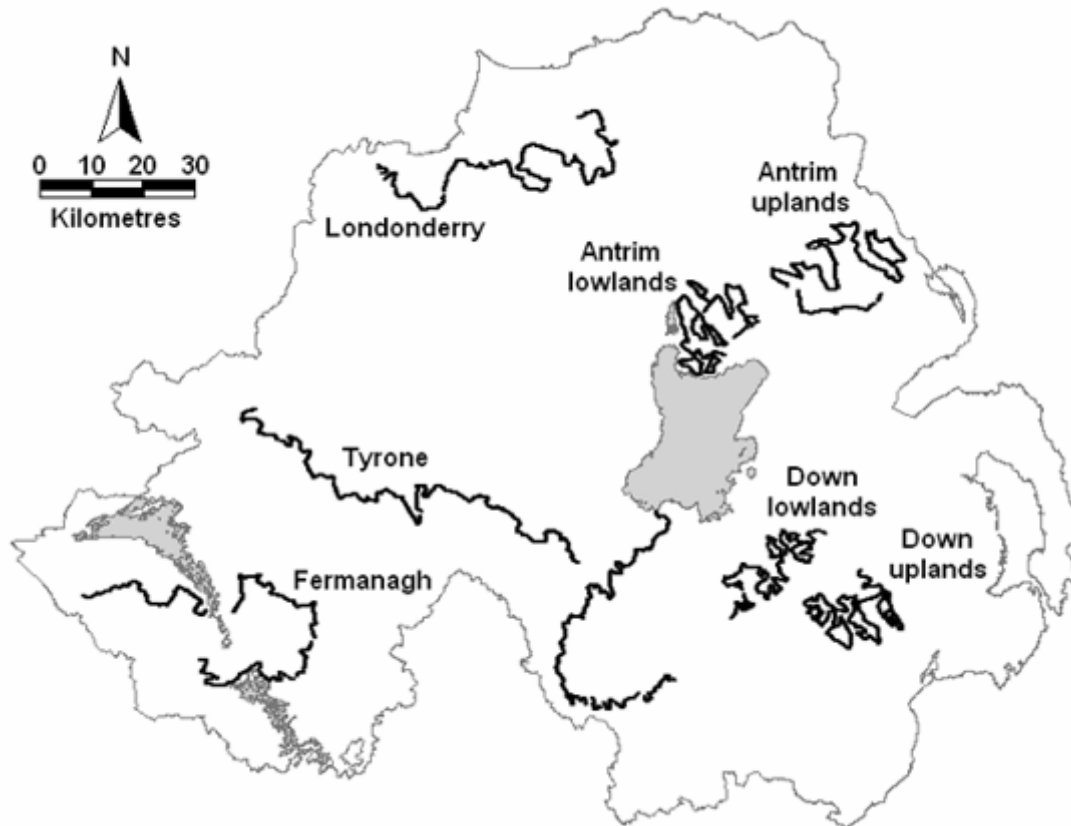 N
0 10 20 30
Kilometres
Londonderry
Antrim
uplands
Antrim
lowlands
Tyrone
Down
lowlands
Down
uplands
Fermanagh